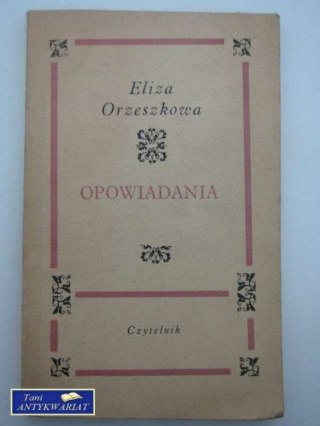 Eliza
Orzeszkowa
OPOWIADANIA
Czytelnik
Tani
ANTYKWARIAT